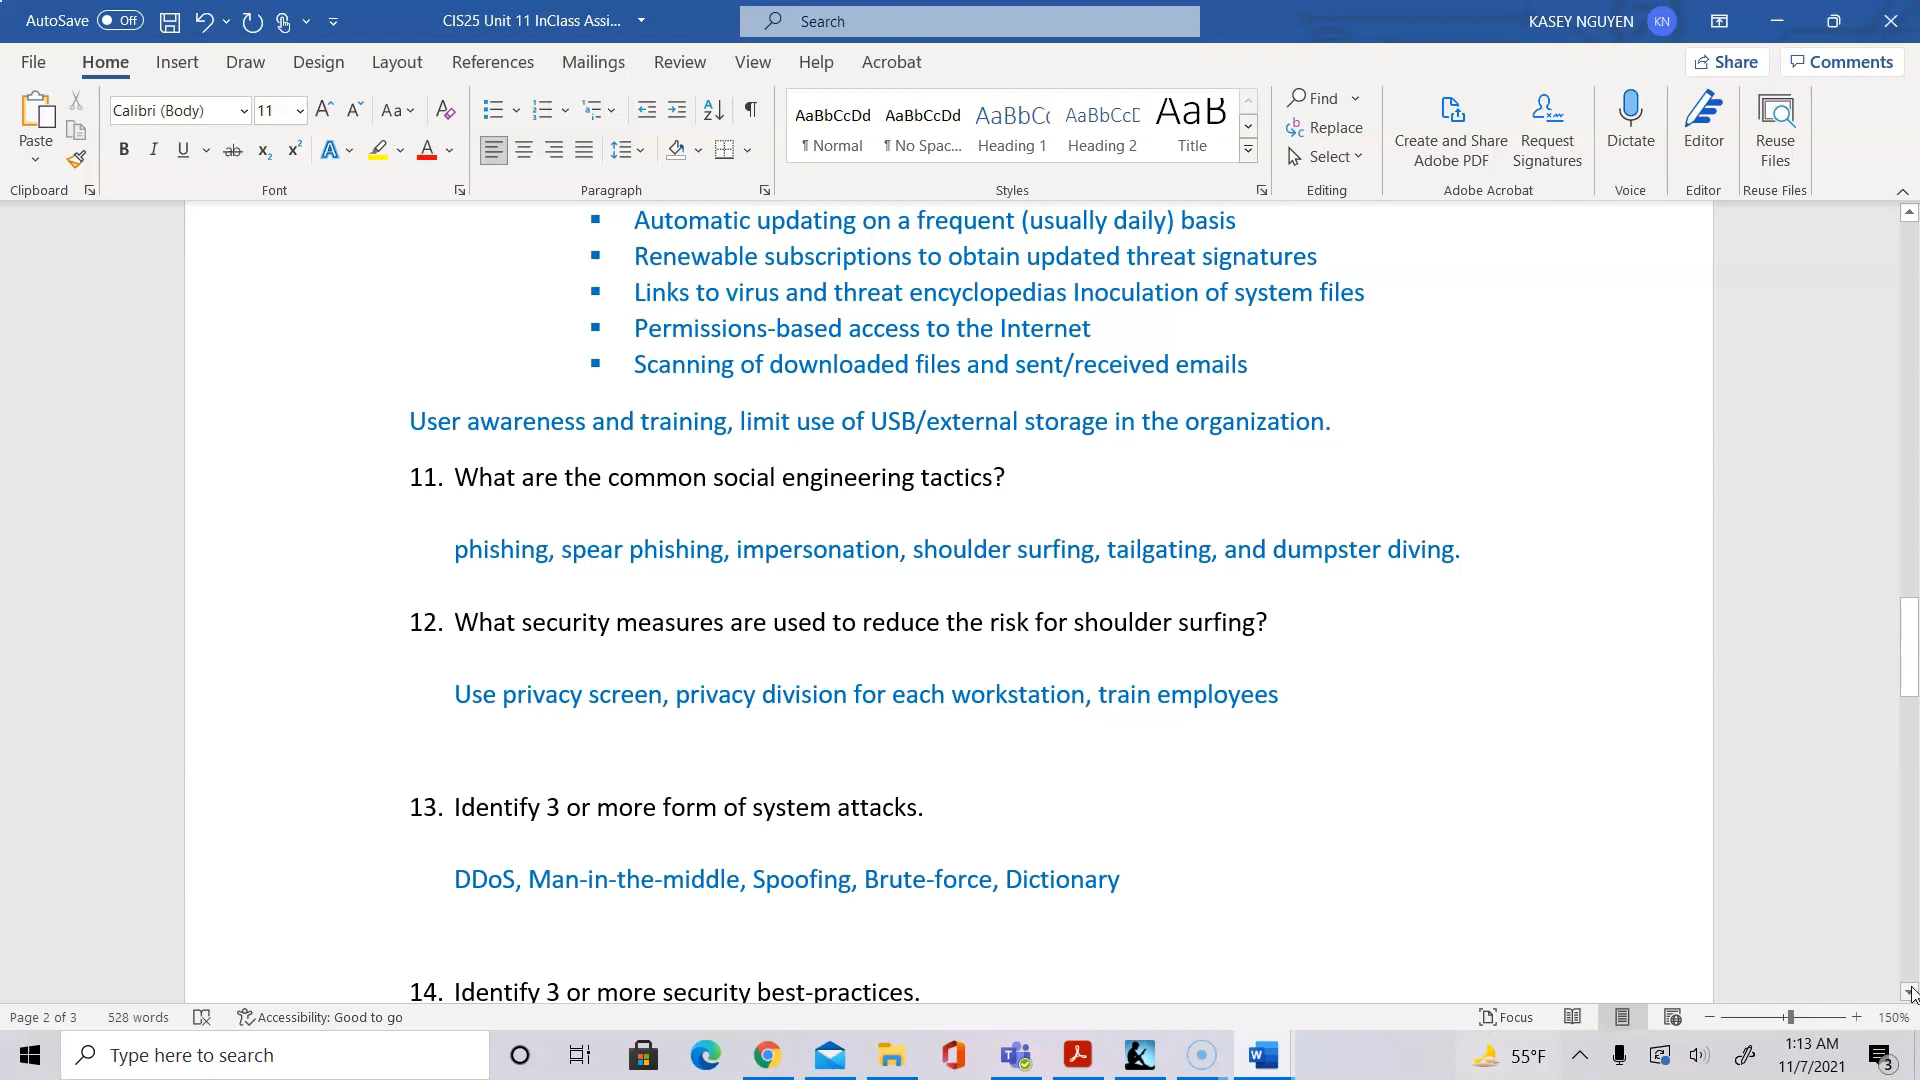 AutoSave Off CIS25 Unit 11 InClass Assi... Search KASEY NGUYEN KN
File Home Insert Draw Design Layout References Mailings Review View Help Acrobat Share Comments
Calibri (Body) 11 Aa AaBbCcDd AaBbCcDd AaBbCc AaBbCcD AaB Find
Paste ¶ Normal ¶ No Spac... Heading 1 Heading 2 Title Replace
Select
Create and Share Adobe PDF
Request Signatures
Dictate
Editor
Reuse Files
Clipboard Font Paragraph Styles Editing Adobe Acrobat Voice Editor Reuse Files
▪ Automatic updating on a frequent (usually daily) basis
▪ Renewable subscriptions to obtain updated threat signatures
▪ Links to virus and threat encyclopedias Inoculation of system files
▪ Permissions-based access to the Internet
▪ Scanning of downloaded files and sent/received emails
User awareness and training, limit use of USB/external storage in the organization.
11. What are the common social engineering tactics?
phishing, spear phishing, impersonation, shoulder surfing, tailgating, and dumpster diving.
12. What security measures are used to reduce the risk for shoulder surfing?
Use privacy screen, privacy division for each workstation, train employees
13. Identify 3 or more form of system attacks.
DDoS, Man-in-the-middle, Spoofing, Brute-force, Dictionary
14. Identify 3 or more security best-practices.
Page 2 of 3 528 words Accessibility: Good to go Focus 150%
Type here to search 55°F 1:13 AM
11/7/2021 3